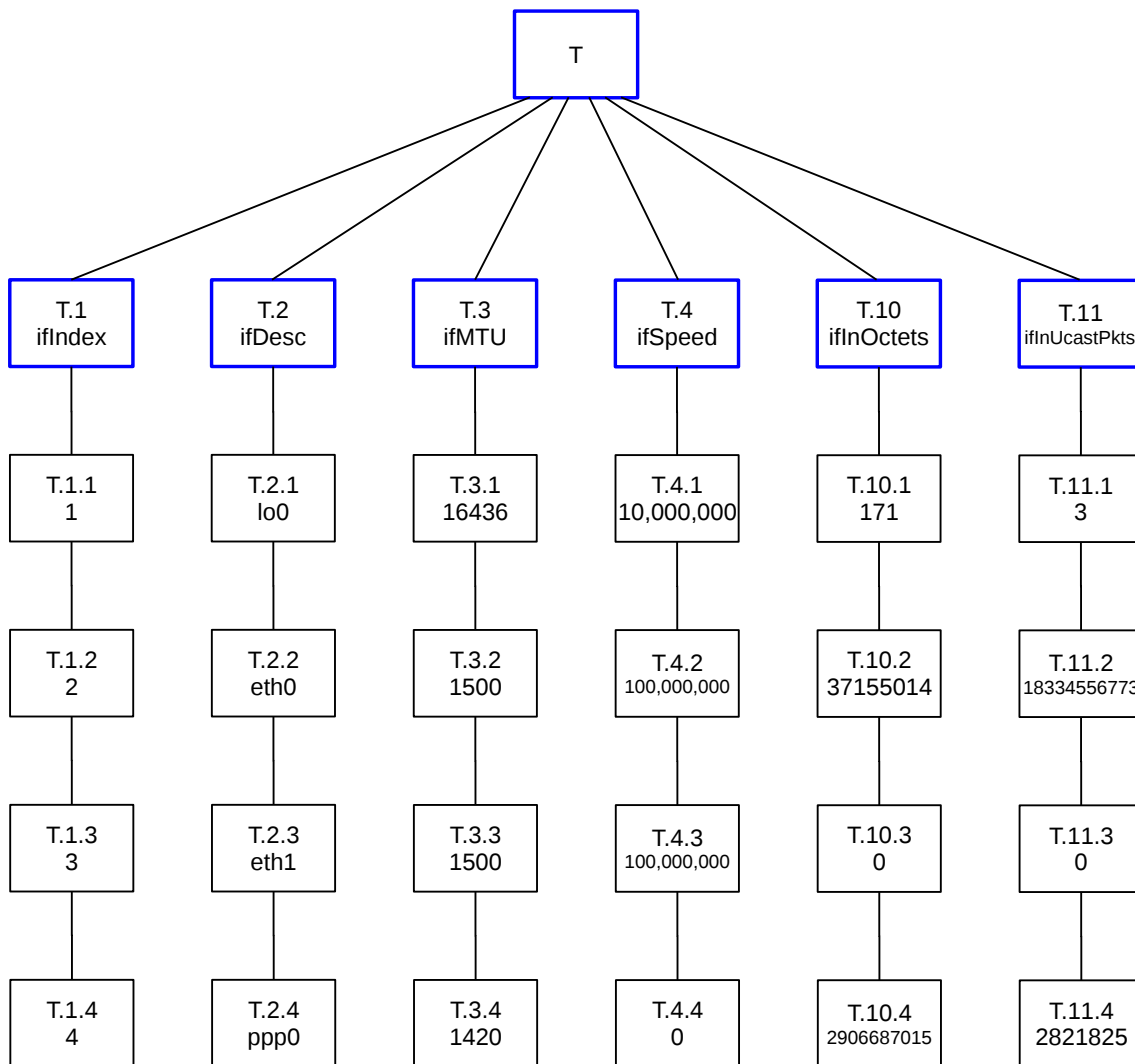 T
T.1
ifIndex
T.2
ifDesc
T.3
ifMTU
T.4
ifSpeed
T.10
ifInOctets
T.11
ifInUcastPkts
T.1.1
1
T.2.1
lo0
T.3.1
16436
T.4.1
10,000,000
T.10.1
171
T.11.1
3
T.1.2
2
T.2.2
eth0
T.3.2
1500
T.4.2
100,000,000
T.10.2
37155014
T.11.2
18334556773
T.1.3
3
T.2.3
eth1
T.3.3
1500
T.4.3
100,000,000
T.10.3
0
T.11.3
0
T.1.4
4
T.2.4
ppp0
T.3.4
1420
T.4.4
0
T.10.4
2906687015
T.11.4
2821825